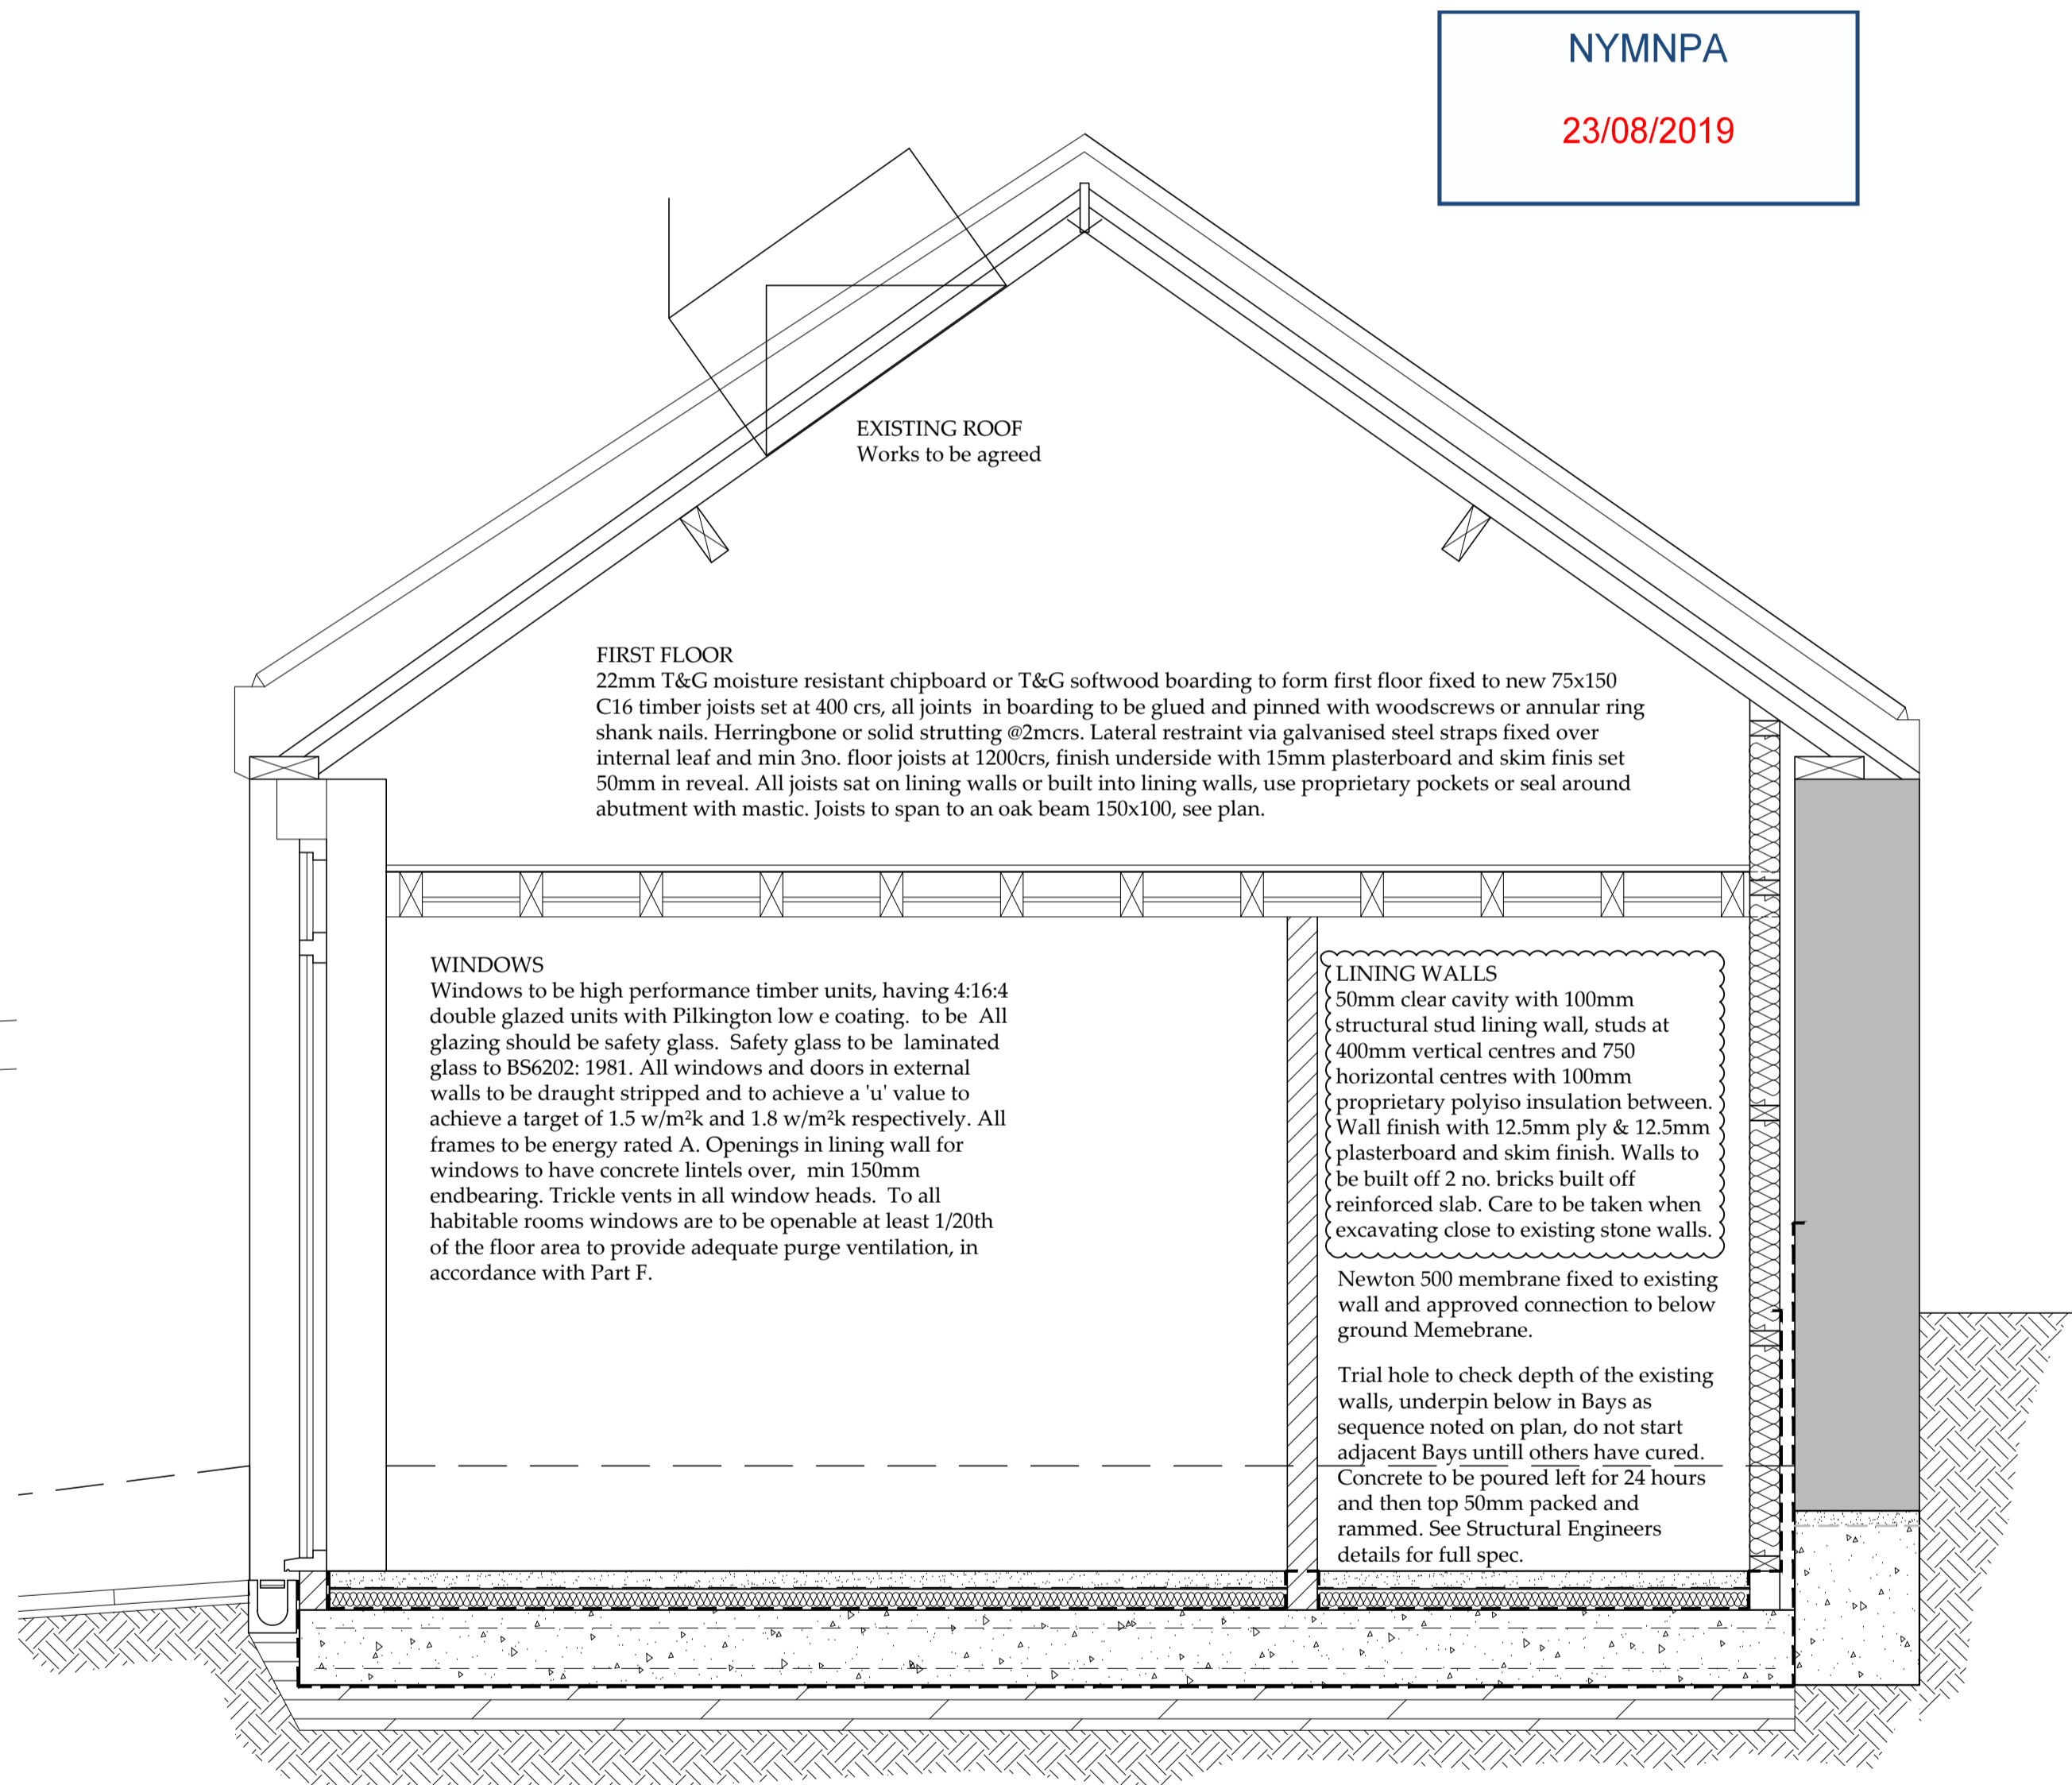 NYMNPA
23/08/2019
EXISTING ROOF
Works to be agreed
FIRST FLOOR
22mm T&G moisture resistant chipboard or T&G softwood boarding to form first floor fixed to new 75x150
C16 timber joists set at 400 crs, all joints in boarding to be glued and pinned with woodscrews or annular ring
shank nails. Herringbone or solid strutting @2mcrs. Lateral restraint via galvanised steel straps fixed over
internal leaf and min 3no. floor joists at 1200crs, finish underside with 15mm plasterboard and skim finis set
50mm in reveal. All joists sat on lining walls or built into lining walls, use proprietary pockets or seal around
abutment with mastic. Joists to span to an oak beam 150x100, see plan.
WINDOWS
Windows to be high performance timber units, having 4:16:4
double glazed units with Pilkington low e coating. to be All
glazing should be safety glass. Safety glass to be laminated
glass to BS6202: 1981. All windows and doors in external
walls to be draught stripped and to achieve a 'u' value to
achieve a target of 1.5 w/m²k and 1.8 w/m²k respectively. All
frames to be energy rated A. Openings in lining wall for
windows to have concrete lintels over, min 150mm
endbearing. Trickle vents in all window heads. To all
habitable rooms windows are to be openable at least 1/20th
of the floor area to provide adequate purge ventilation, in
accordance with Part F.
LINING WALLS
50mm clear cavity with 100mm
structural stud lining wall, studs at
400mm vertical centres and 750
horizontal centres with 100mm
proprietary polyiso insulation between.
Wall finish with 12.5mm ply & 12.5mm
plasterboard and skim finish. Walls to
be built off 2 no. bricks built off
reinforced slab. Care to be taken when
excavating close to existing stone walls.
Newton 500 membrane fixed to existing
wall and approved connection to below
ground Memebrane.
Trial hole to check depth of the existing
walls, underpin below in Bays as
sequence noted on plan, do not start
adjacent Bays untill others have cured.
Concrete to be poured left for 24 hours
and then top 50mm packed and
rammed. See Structural Engineers
details for full spec.